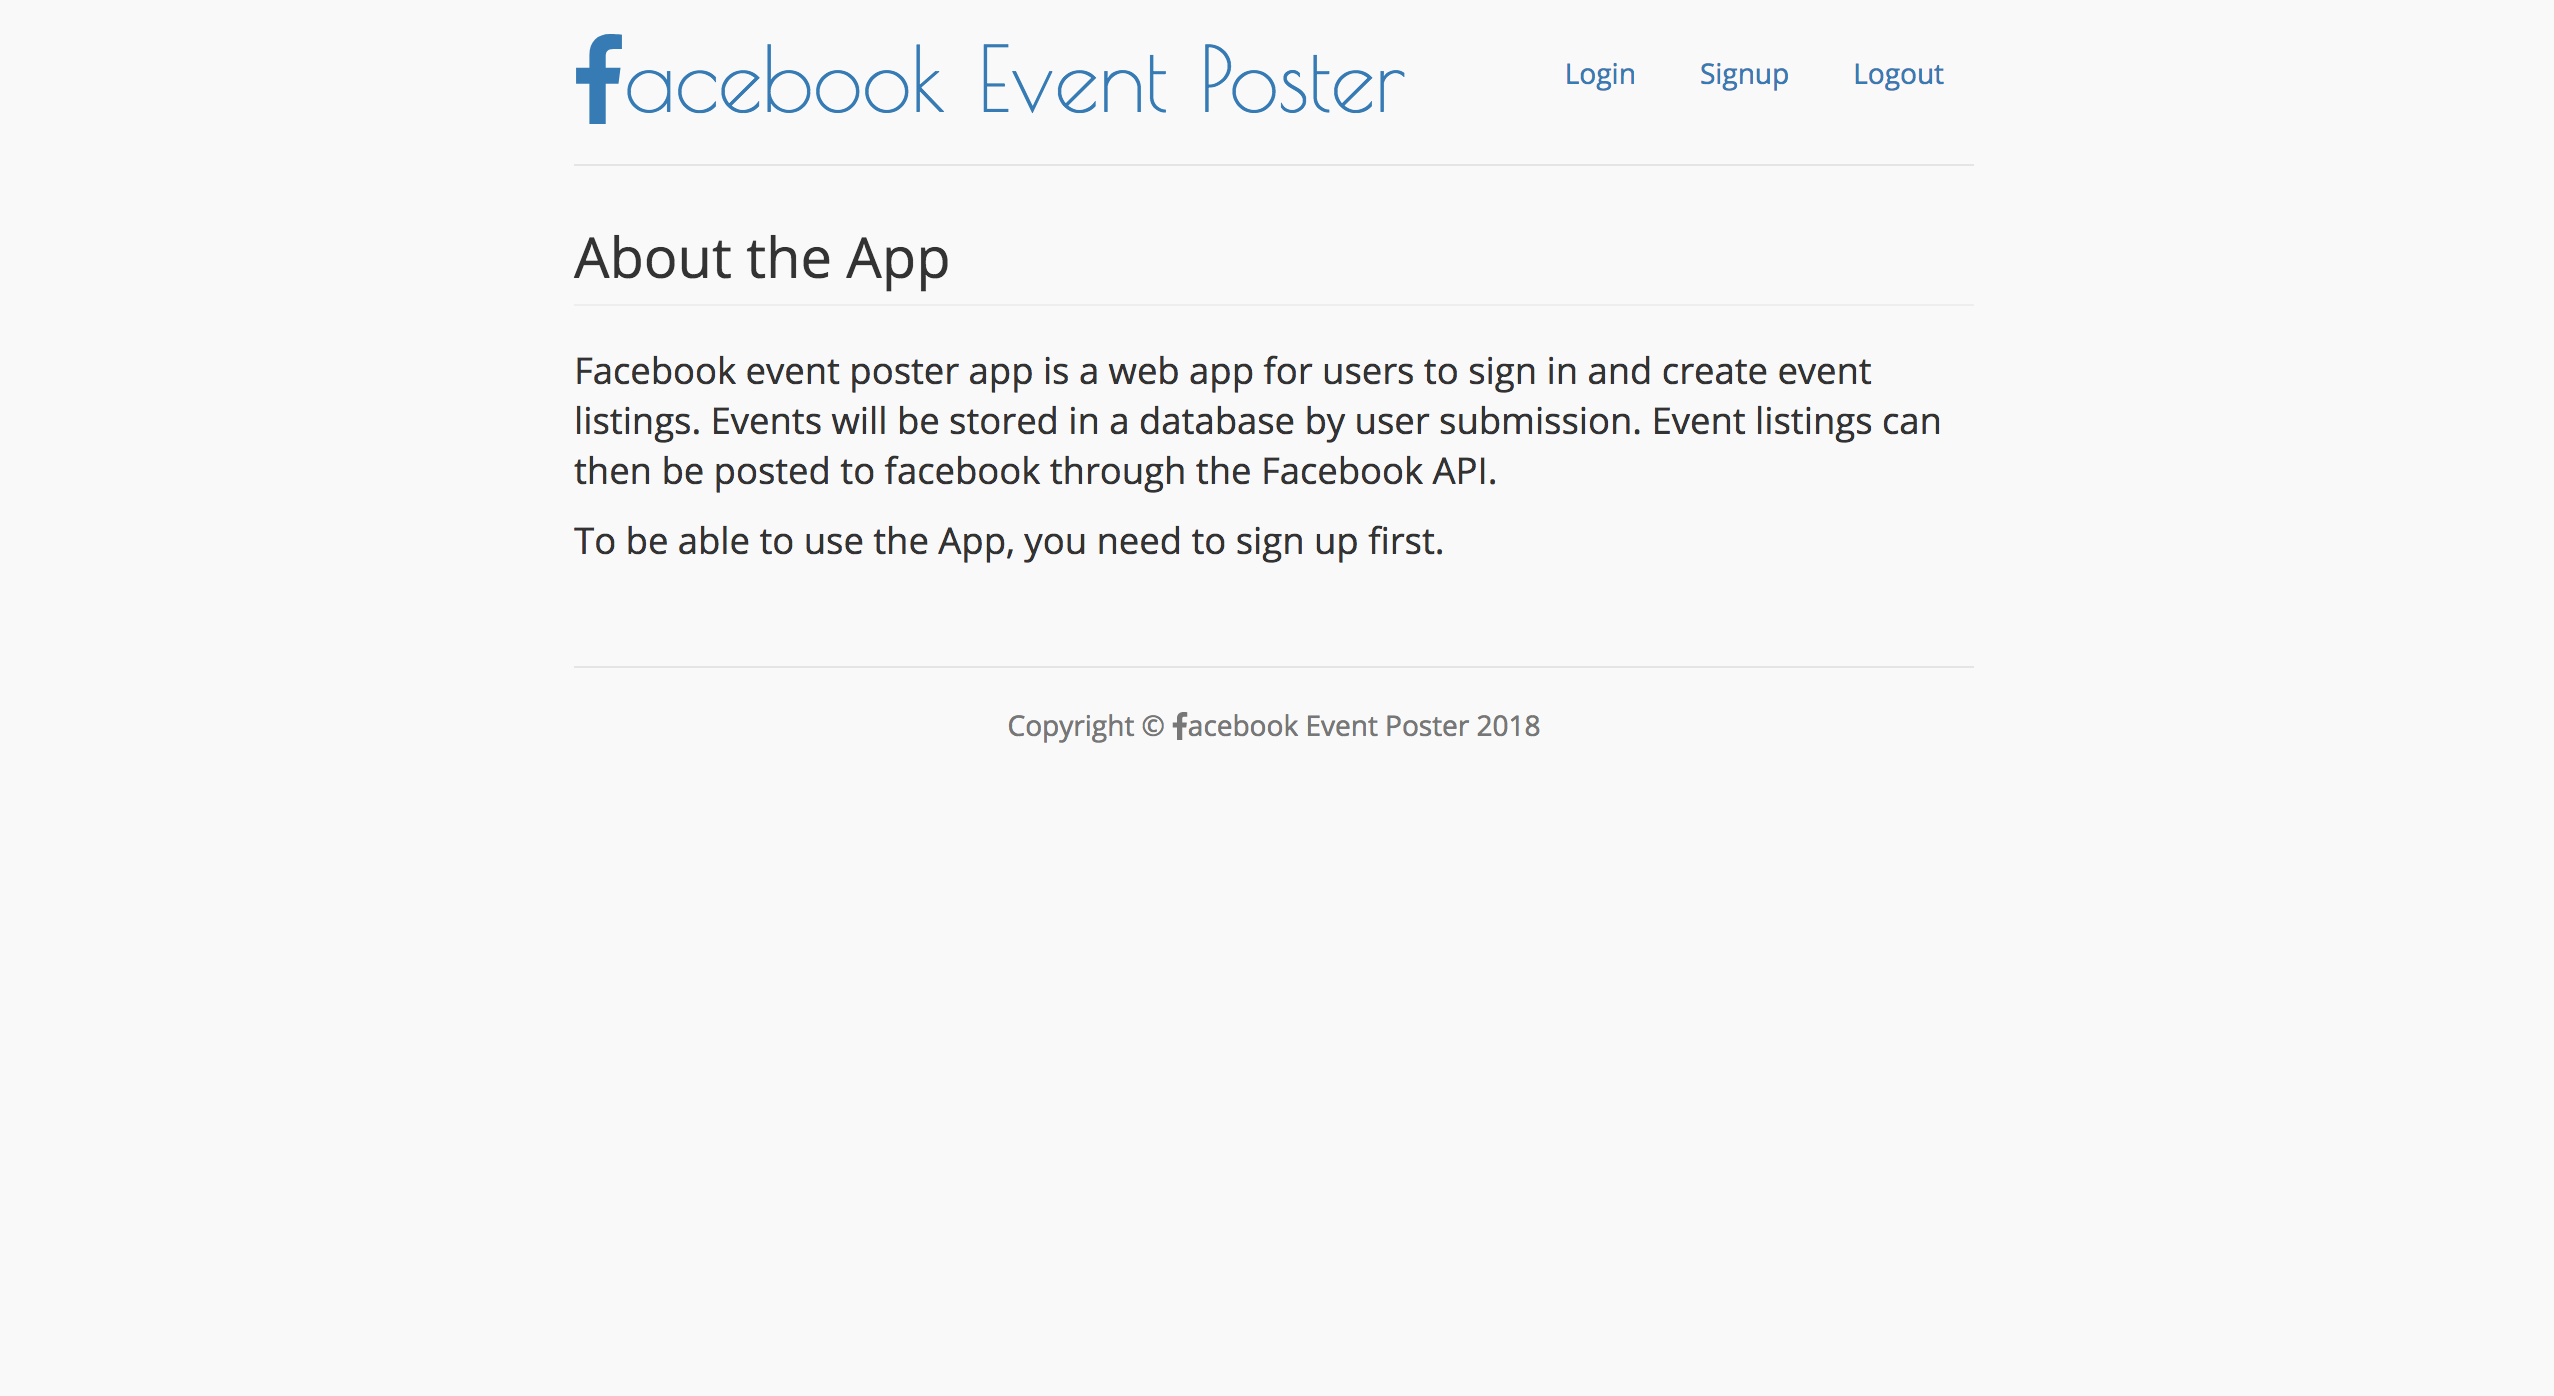 facebook Event Poster
Login Signup Logout
About the App
Facebook event poster app is a web app for users to sign in and create event
listings. Events will be stored in a database by user submission. Event listings can
then be posted to facebook through the Facebook API.
To be able to use the App, you need to sign up first.
Copyright © facebook Event Poster 2018